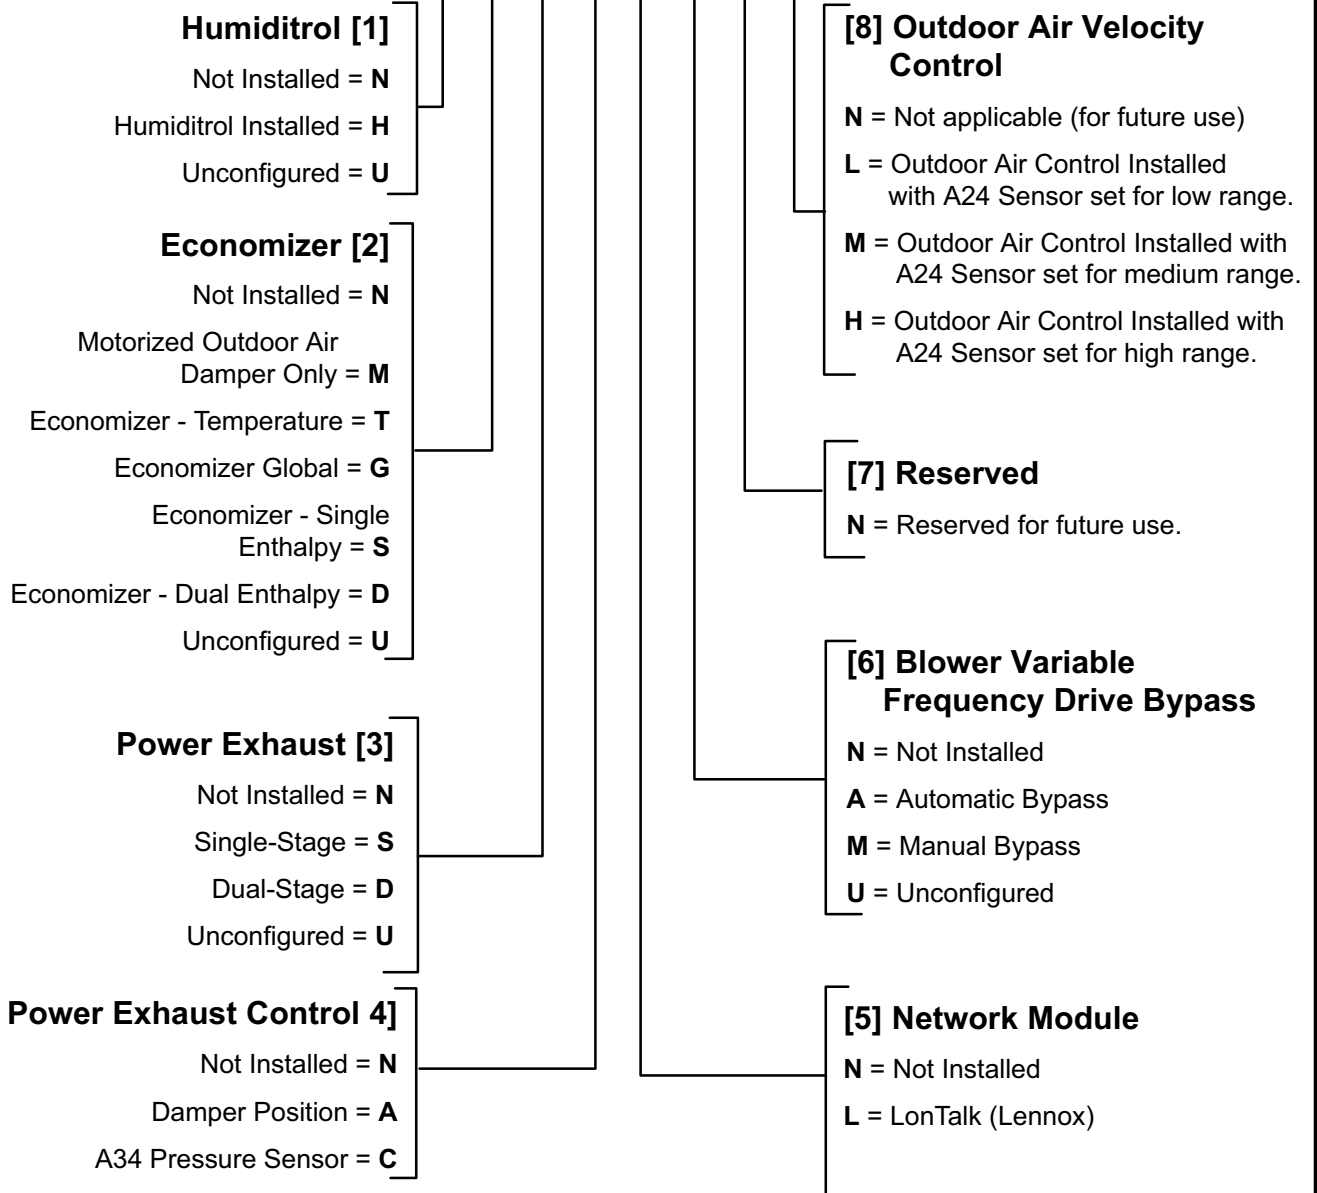 Humiditrol [1]
Not Installed = N
Humiditrol Installed = H
Unconfigured = U
Economizer [2]
Not Installed = N
Motorized Outdoor Air
Damper Only = M
Economizer - Temperature = T
Economizer Global = G
Economizer - Single
Enthalpy = S
Economizer - Dual Enthalpy = D
Unconfigured = U
Power Exhaust [3]
Not Installed = N
Single-Stage = S
Dual-Stage = D
Unconfigured = U
Power Exhaust Control 4]
Not Installed = N
Damper Position = A
A34 Pressure Sensor = C
[8] Outdoor Air Velocity
Control
N = Not applicable (for future use)
L = Outdoor Air Control Installed
with A24 Sensor set for low range.
M = Outdoor Air Control Installed with
A24 Sensor set for medium range.
H = Outdoor Air Control Installed with
A24 Sensor set for high range.
[7] Reserved
N = Reserved for future use.
[6] Blower Variable
Frequency Drive Bypass
N = Not Installed
A = Automatic Bypass
M = Manual Bypass
U = Unconfigured
[5] Network Module
N = Not Installed
L = LonTalk (Lennox)